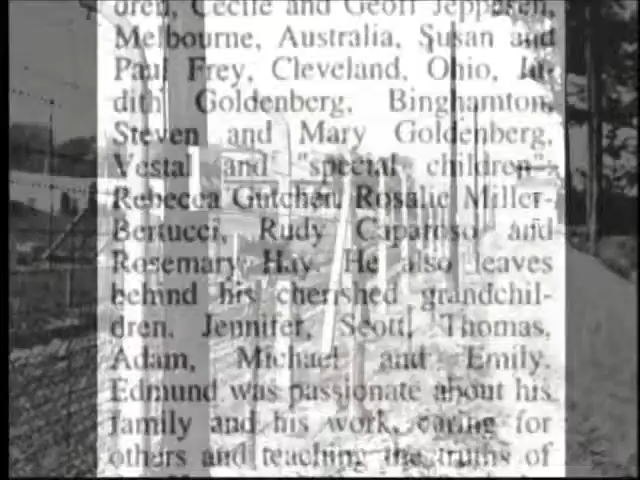 dren, Cecile and Geoff Jepparen,
Melbourne, Australia, Susan and
Paul Frey, Cleveland, Ohio, Ju-
dith Goldenberg, Binghamton,
Steven and Mary Goldenberg,
Vestal and "special children",
Rebecca Gutchen, Rosalie Miller-
Bertucci, Rudy Caparoso and
Rosemary Hay. He also leaves
behind his cherished grandchil-
dren, Jennifer, Scott, Thomas,
Adam, Michael and Emily.
Edmund was passionate about his
family and his work, caring for
others and teaching the truths of